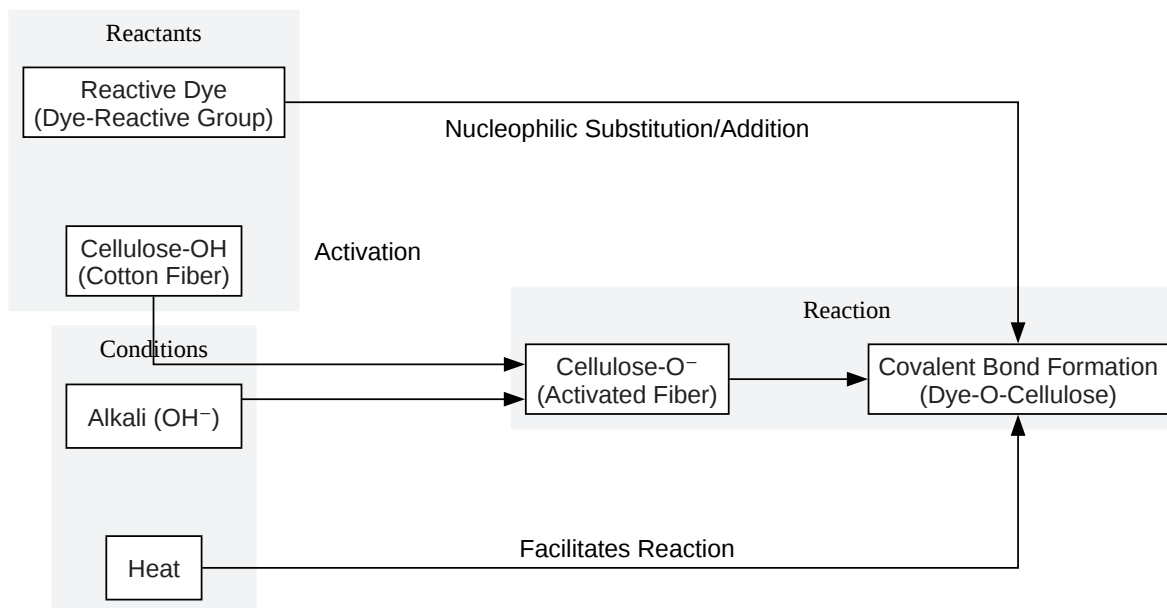 Reactants
Reactive Dye
(Dye-Reactive Group)
Nucleophilic Substitution/Addition
Cellulose-OH
(Cotton Fiber)
Activation
Reaction
Conditions
Cellulose-O⁻
(Activated Fiber)
Covalent Bond Formation
(Dye-O-Cellulose)
Alkali (OH⁻)
Facilitates Reaction
Heat